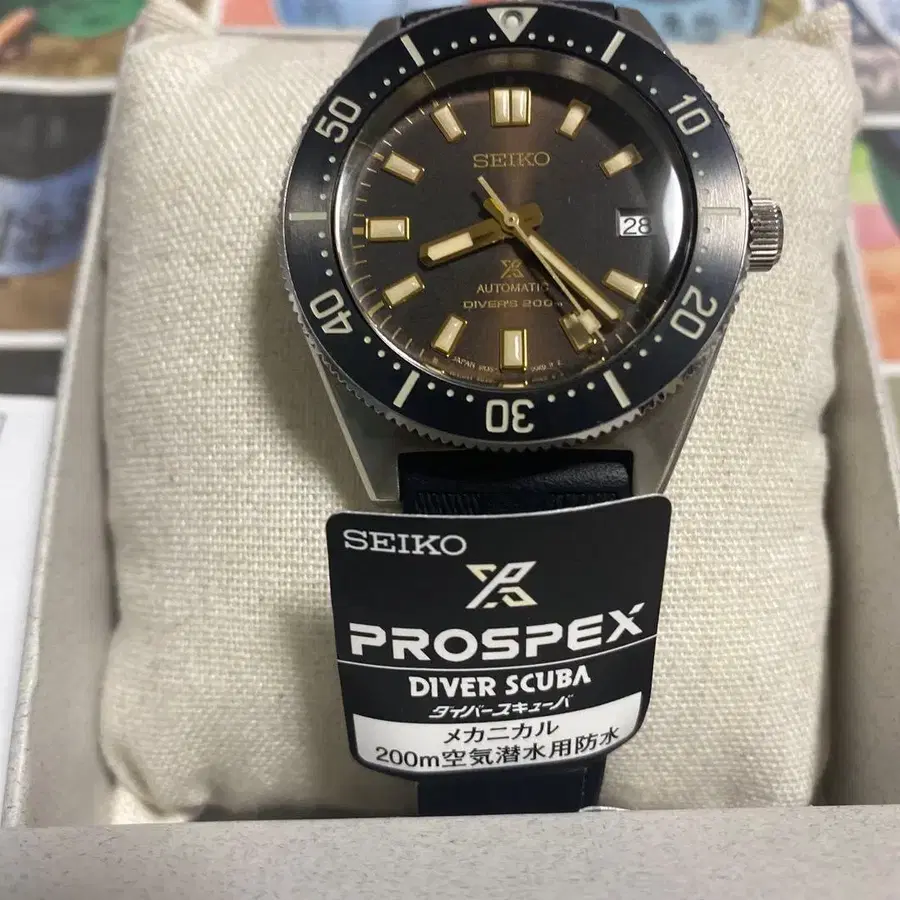 50
10
SEIKO
28
AUTOMATIC
DIVER'S 200m
40
20
JAPAN
30
SEIKO
PROSPEX
DIVER SCUBA
ダイバースキューバ
メカニカル
200m空気潜水用防水